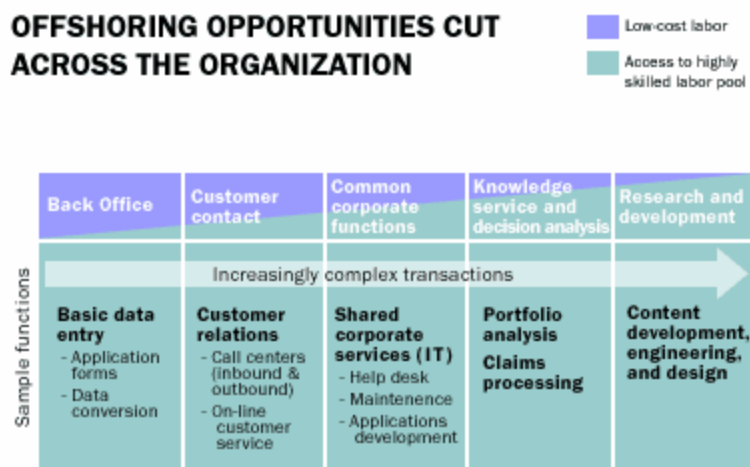 OFFSHORING OPPORTUNITIES CUT
ACROSS THE ORGANIZATION
Low-cost labor
Access to highly
skilled labor pool
Back Office
Customer
contact
Common
corporate
functions
Knowledge
service and
decision analysis
Research and
development
Increasingly complex transactions
Sample functions
Basic data
entry
- Application
forms
- Data
conversion
Customer
relations
- Call centers
(inbound &
outbound)
- On-line
customer
service
Shared
corporate
services (IT)
- Help desk
- Maintenence
- Applications
development
Portfolio
analysis
Claims
processing
Content
development,
engineering,
and design